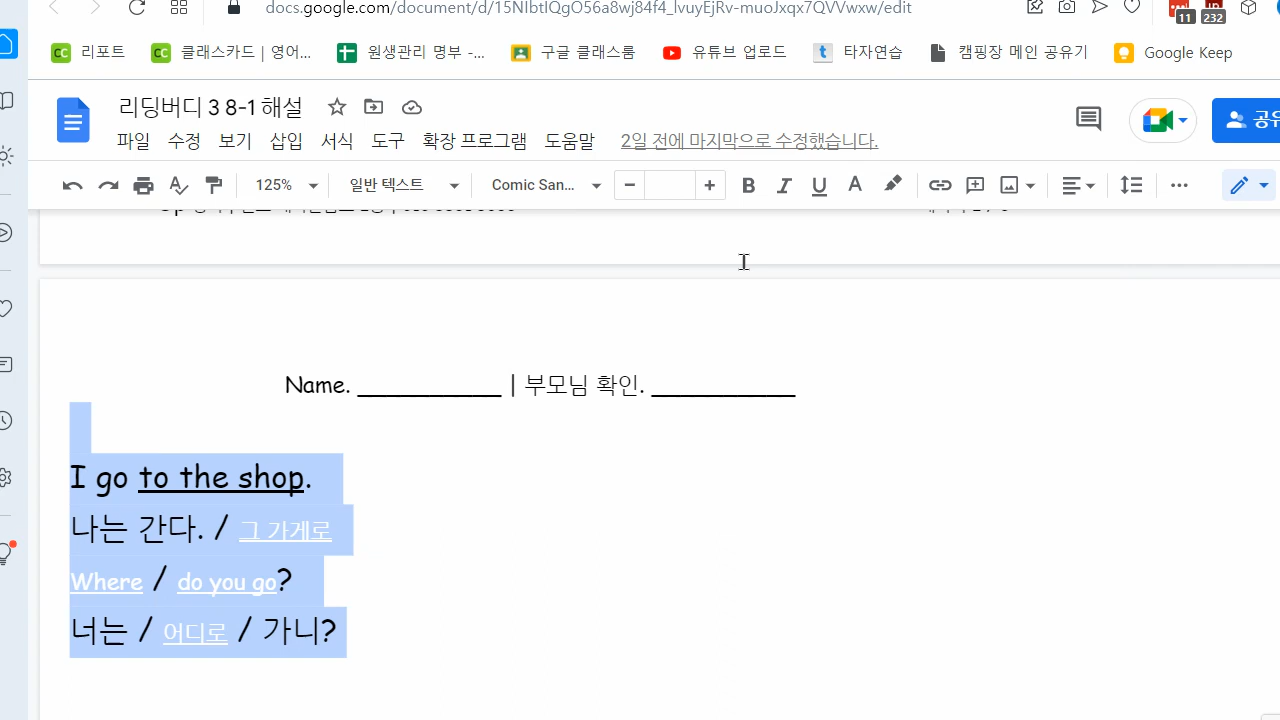 docs.google.com/document/d/15NIbtIQgO56a8wj84f4_lvuyEjRv-muoJxqx7QVVwxw/edit
11 232
리포트 클래스카드 | 영어... 원생관리 명부 -... 구글 클래스룸 유튜브 업로드 타자연습 캠핑장 메인 공유기 Google Keep
리딩버디 3 8-1 해설
공유
파일 수정 보기 삽입 서식 도구 확장 프로그램 도움말 2일 전에 마지막으로 수정했습니다.
125% 일반 텍스트 Comic San... − + B I U A
Name. ___________ | 부모님 확인. ___________
I go to the shop.
나는 간다. / 그 가게로
Where / do you go?
너는 / 어디로 / 가니?